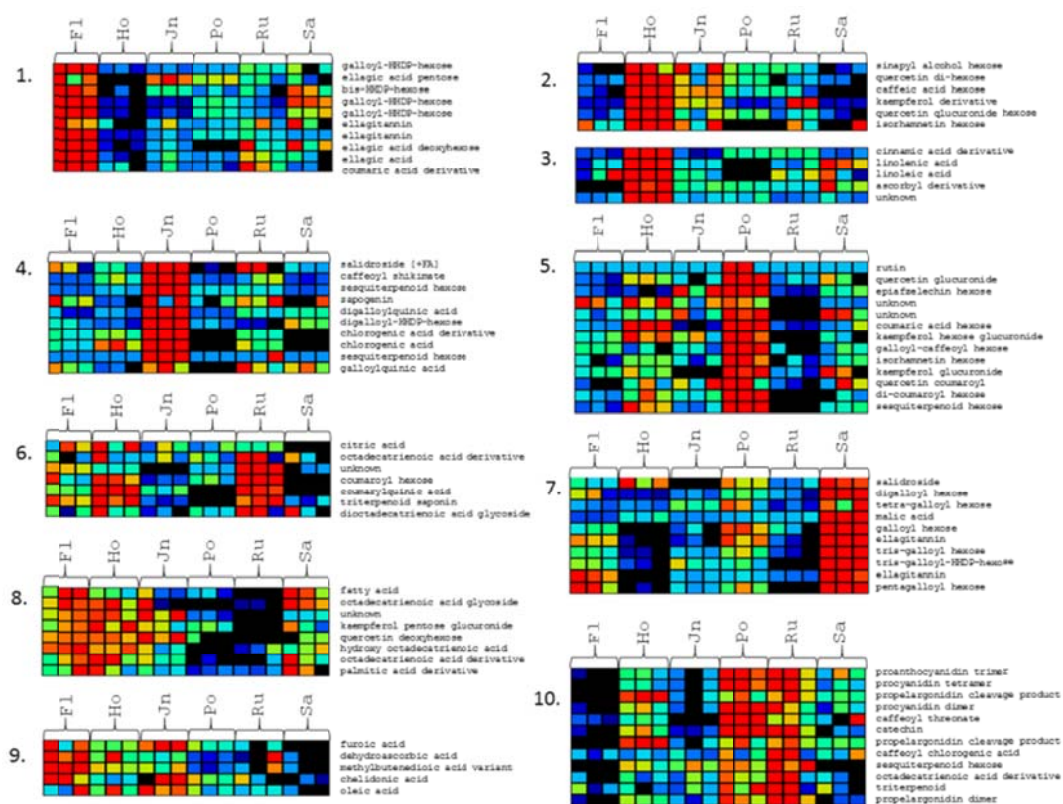 1.
Fl Ho Jn Po Ru Sa
galloyl-HHDP-hexose
ellagic acid pentose
bis-HHDP-hexose
galloyl-HHDP-hexose
galloyl-HHDP-hexose
ellagitannin
ellagitannin
ellagic acid deoxyhexose
ellagic acid
coumaric acid derivative
2.
Fl Ho Jn Po Ru Sa
sinapyl alcohol hexose
quercetin di-hexose
caffeic acid hexose
kaempferol derivative
quercetin glucuronide hexose
isorhamnetin hexose
3.
cinnamic acid derivative
linolenic acid
linoleic acid
ascorbyl derivative
unknown
4.
Fl Ho Jn Po Ru Sa
salidroside [+FA]
caffeoyl shikimate
sesquiterpenoid hexose
sapogenin
digalloylquinic acid
digalloyl-HHDP-hexose
chlorogenic acid derivative
chlorogenic acid
sesquiterpenoid hexose
galloylquinic acid
5.
Fl Ho Jn Po Ru Sa
rutin
quercetin glucuronide
epiafzelechin hexose
unknown
unknown
coumaric acid hexose
kaempferol hexose glucuronide
galloyl-caffeoyl hexose
isorhamnetin hexose
kaempferol glucuronide
quercetin coumaroyl
di-coumaroyl hexose
sesquiterpenoid hexose
6.
Fl Ho Jn Po Ru Sa
citric acid
octadecatrienoic acid derivative
unknown
coumaroyl hexose
coumarylquinic acid
triterpenoid saponin
dioctadecatrienoic acid glycoside
7.
Fl Ho Jn Po Ru Sa
salidroside
digalloyl hexose
tetra-galloyl hexose
malic acid
galloyl hexose
ellagitannin
tris-galloyl hexose
tris-galloyl-HHDP-hexose
ellagitannin
pentagalloyl hexose
8.
Fl Ho Jn Po Ru Sa
fatty acid
octadecatrienoic acid glycoside
unknown
kaempferol pentose glucuronide
quercetin deoxyhexose
hydroxy octadecatrienoic acid
octadecatrienoic acid derivative
palmitic acid derivative
9.
Fl Ho Jn Po Ru Sa
furoic acid
dehydroascorbic acid
methylbutenedioic acid variant
chelidonic acid
oleic acid
10.
Fl Ho Jn Po Ru Sa
proanthocyanidin trimer
procyanidin tetramer
propelargonidin cleavage product
procyanidin dimer
caffeoyl threonate
catechin
propelargonidin cleavage product
caffeoyl chlorogenic acid
sesquiterpenoid hexose
octadecatrienoic acid derivative
triterpenoid
propelargonidin dimer